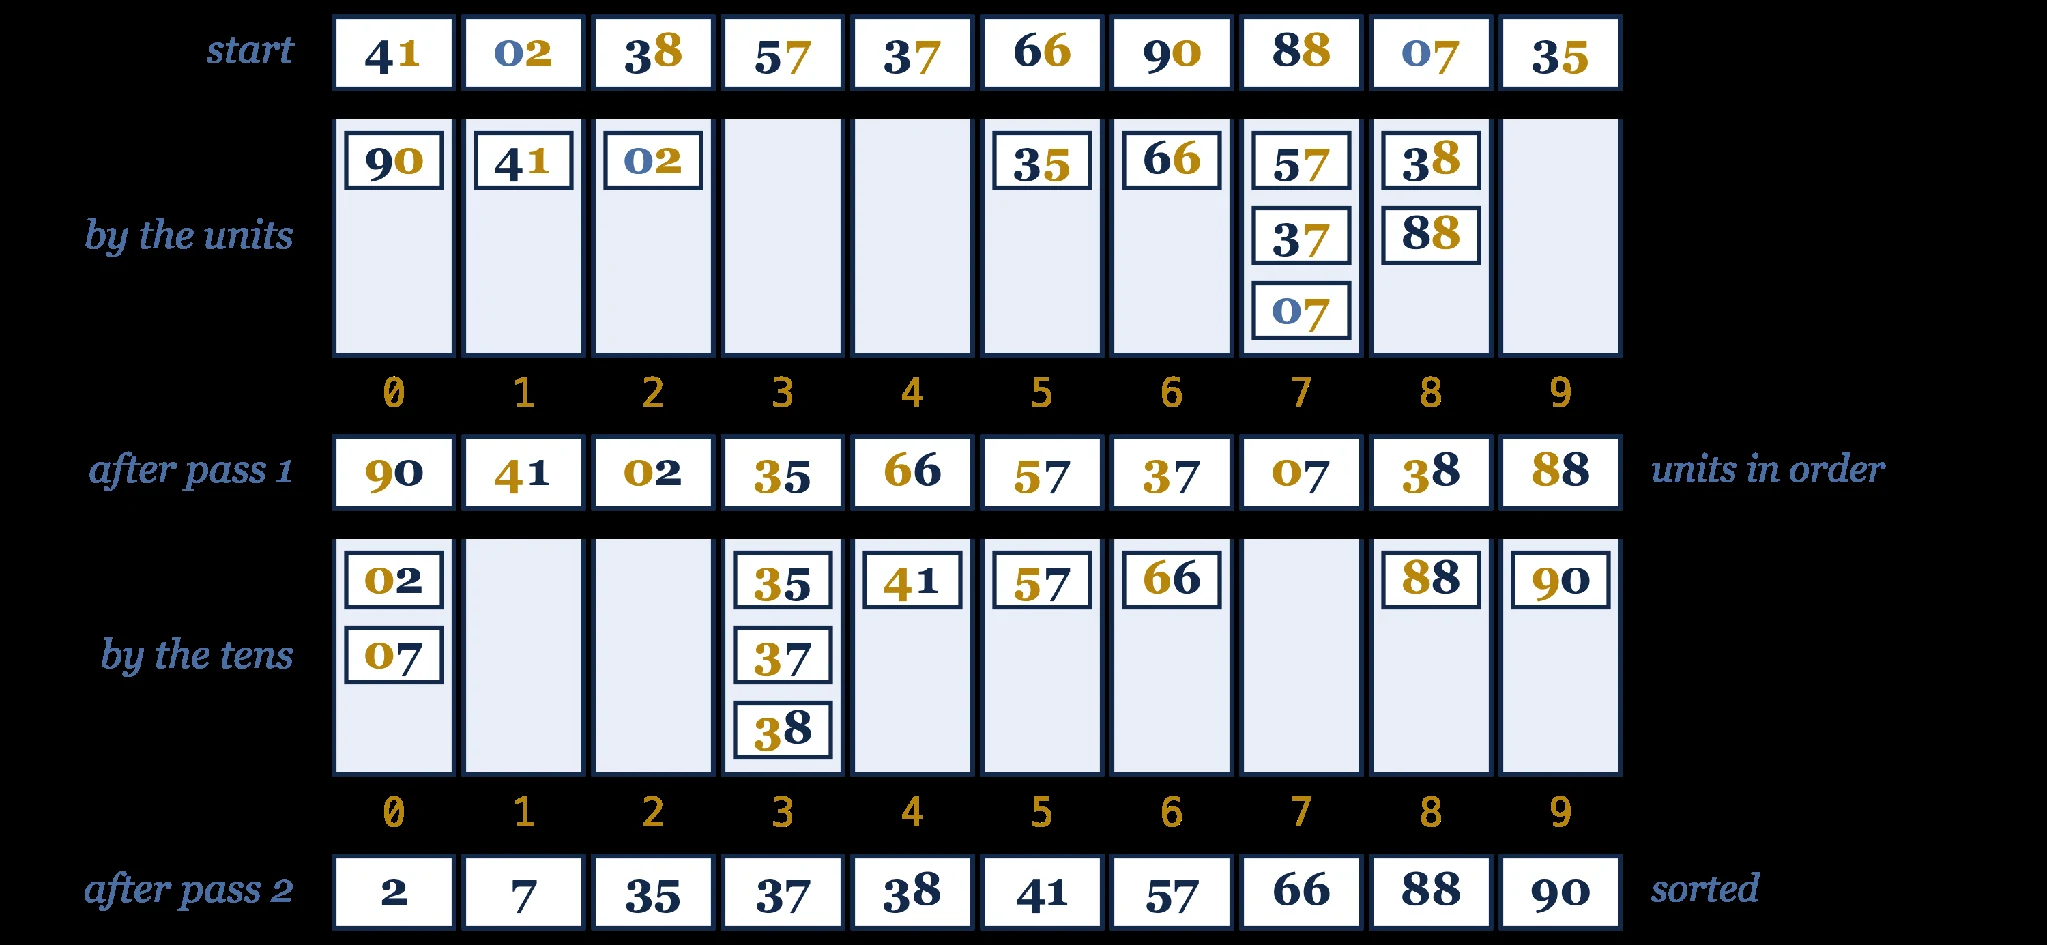 start 41 02 38 57 37 66 90 88 07 35
90 41 02 35 66 57 38
by the units 37 88
07
0 1 2 3 4 5 6 7 8 9
after pass 1 90 41 02 35 66 57 37 07 38 88 units in order
02 35 41 57 66 88 90
by the tens 07 37
38
0 1 2 3 4 5 6 7 8 9
after pass 2 2 7 35 37 38 41 57 66 88 90 sorted